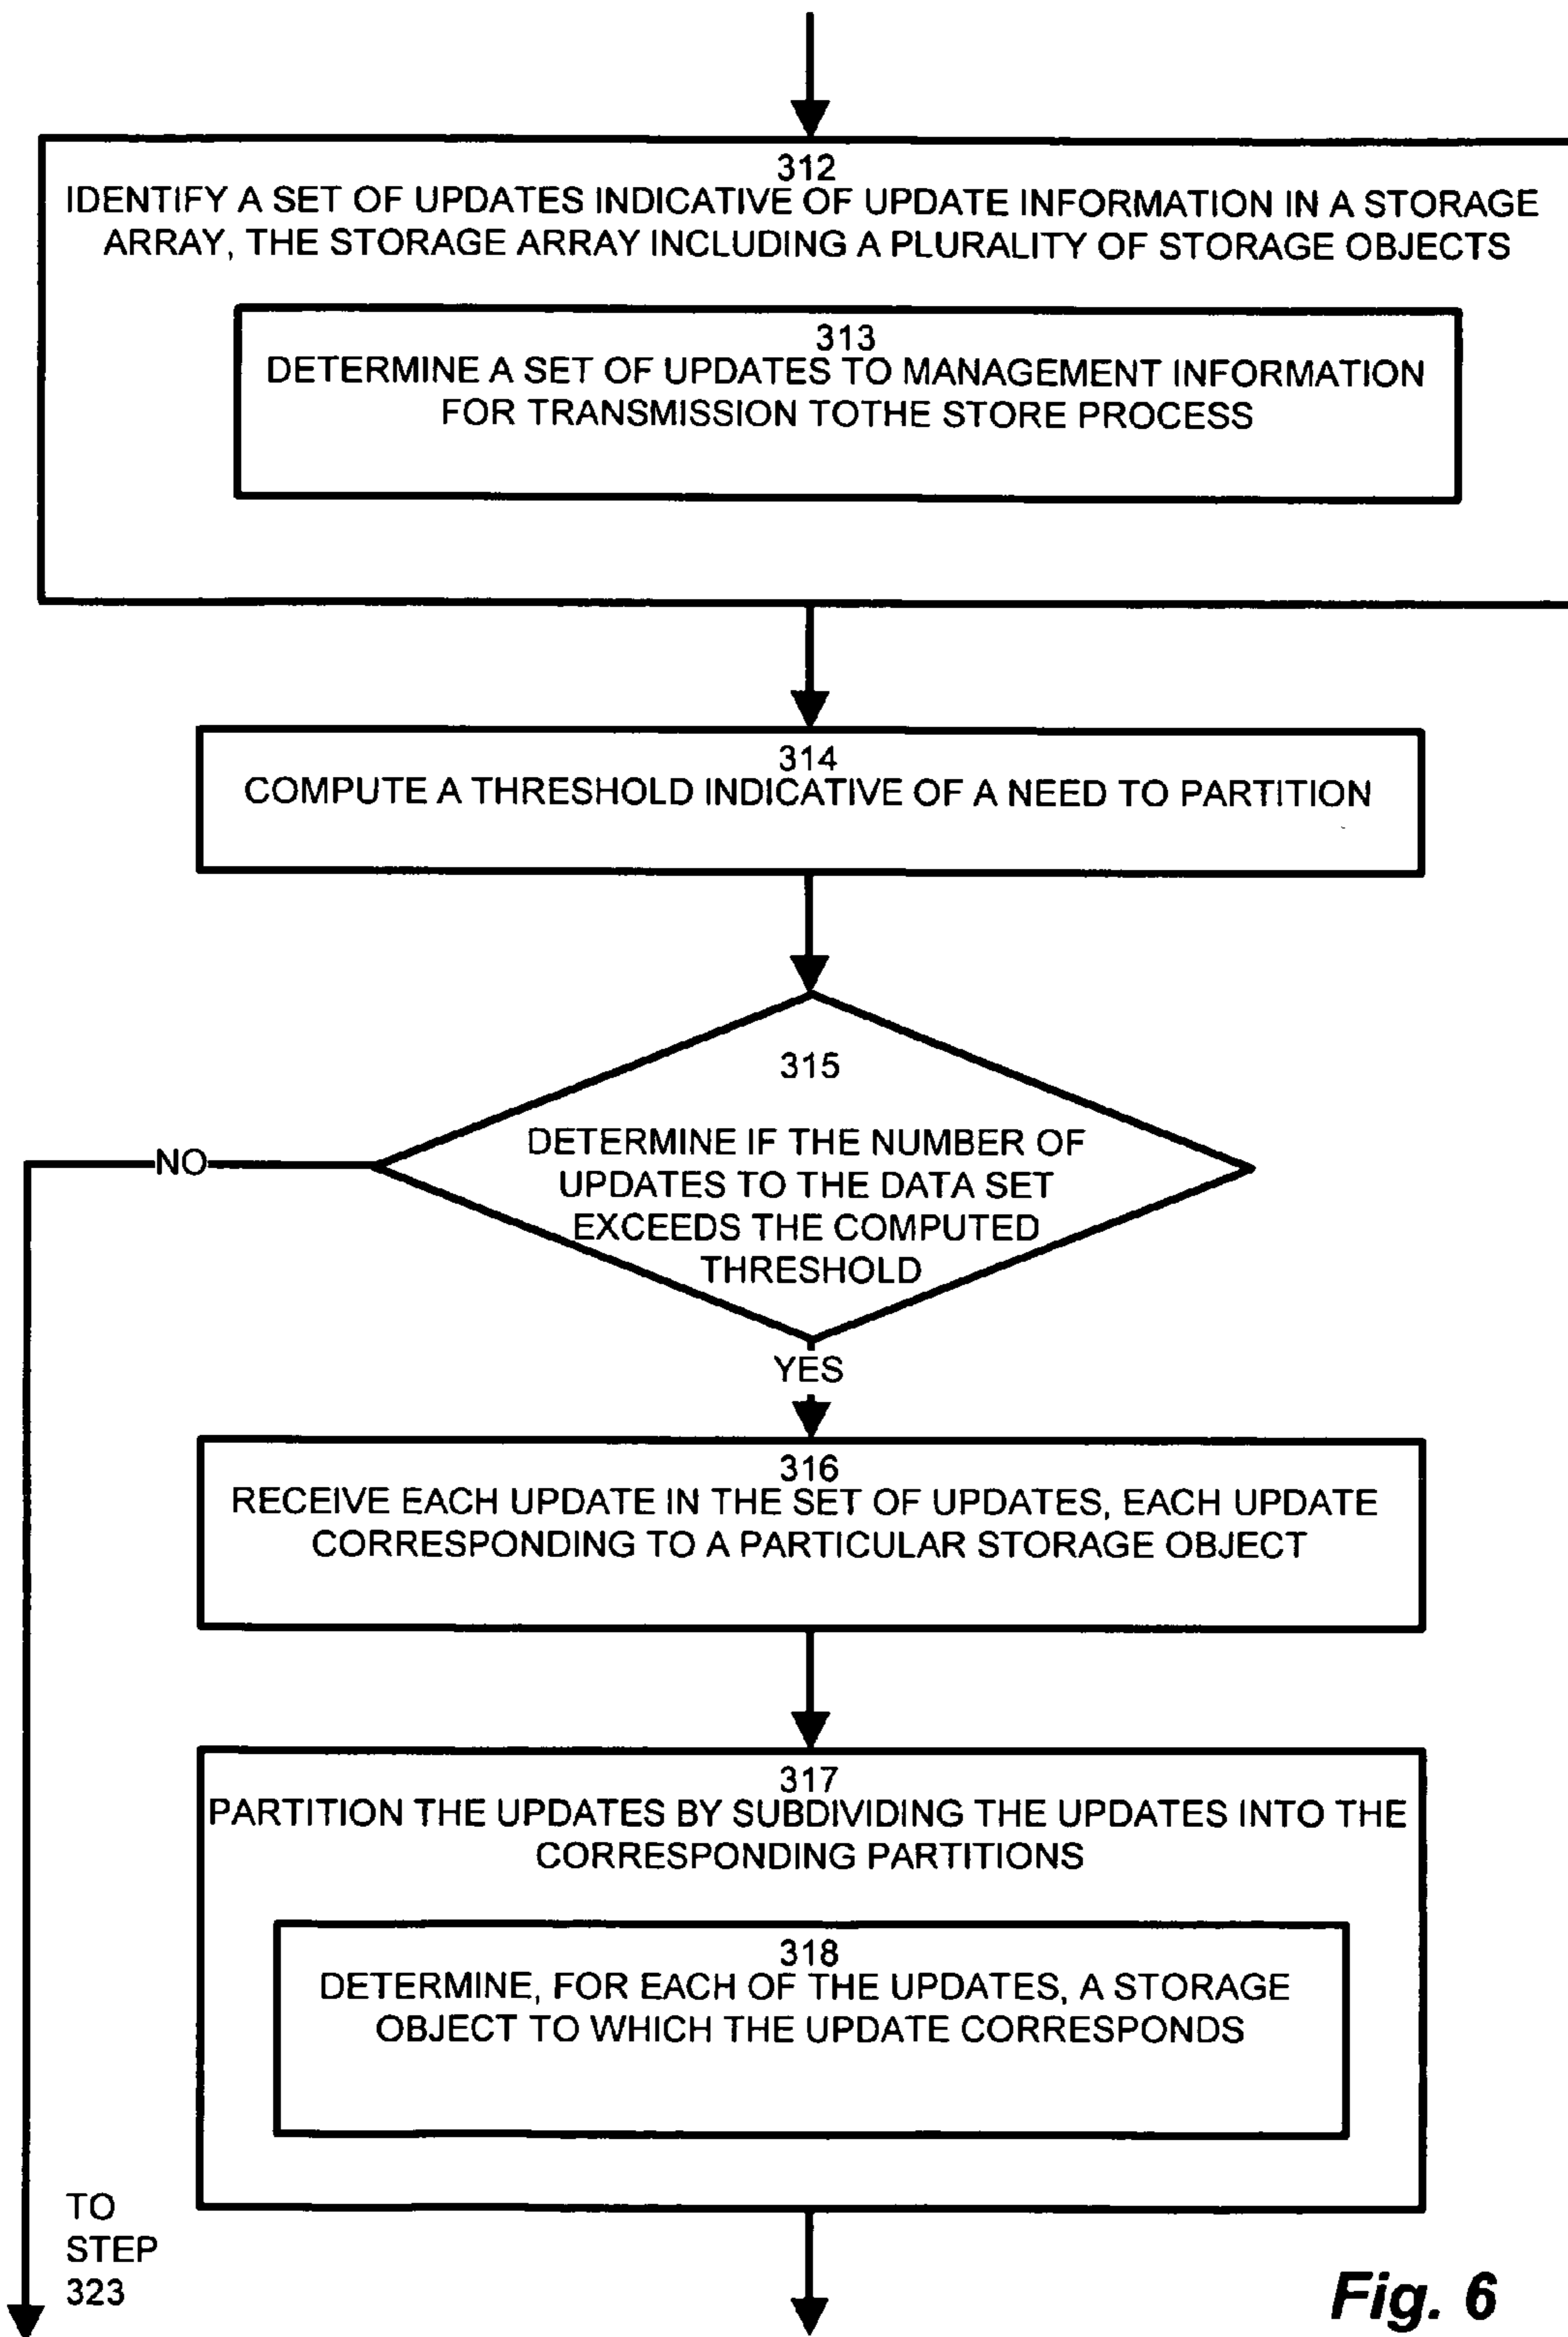 312
IDENTIFY A SET OF UPDATES INDICATIVE OF UPDATE INFORMATION IN A STORAGE
ARRAY, THE STORAGE ARRAY INCLUDING A PLURALITY OF STORAGE OBJECTS
313
DETERMINE A SET OF UPDATES TO MANAGEMENT INFORMATION
FOR TRANSMISSION TOTHE STORE PROCESS
314
COMPUTE A THRESHOLD INDICATIVE OF A NEED TO PARTITION
315
DETERMINE IF THE NUMBER OF
UPDATES TO THE DATA SET
EXCEEDS THE COMPUTED
THRESHOLD
NO
YES
316
RECEIVE EACH UPDATE IN THE SET OF UPDATES, EACH UPDATE
CORRESPONDING TO A PARTICULAR STORAGE OBJECT
317
PARTITION THE UPDATES BY SUBDIVIDING THE UPDATES INTO THE
CORRESPONDING PARTITIONS
318
DETERMINE, FOR EACH OF THE UPDATES, A STORAGE
OBJECT TO WHICH THE UPDATE CORRESPONDS
TO
STEP
323
Fig. 6